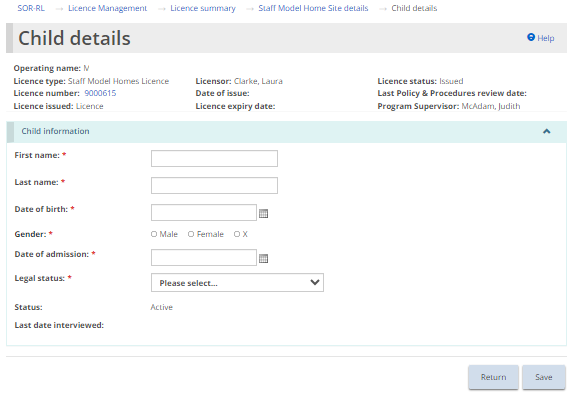 SOR-RL → Licence Management → Licence summary → Staff Model Home Site details → Child details
Child details
Help
Operating name: M
Licence type: Staff Model Homes Licence Licensor: Clarke, Laura Licence status: Issued
Licence number: 9000615 Date of issue: Last Policy & Procedures review date:
Licence issued: Licence Licence expiry date: Program Supervisor: McAdam, Judith
Child information
First name: *
Last name: *
Date of birth: *
Gender: * Male Female X
Date of admission: *
Legal status: * Please select...
Status: Active
Last date interviewed:
Return Save